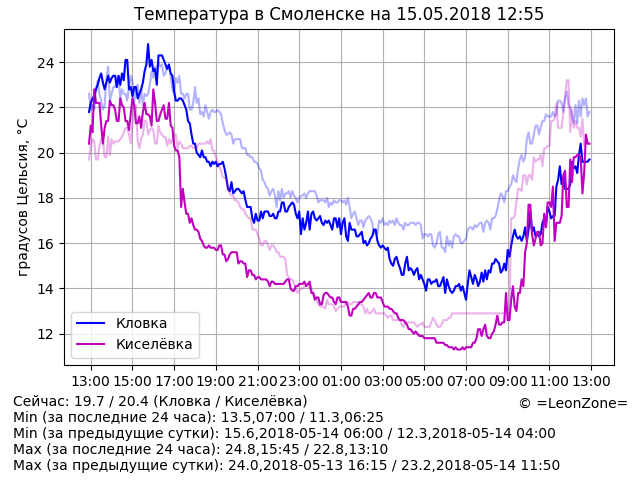 Температура в Смоленске на 15.05.2018 12:55
градусов Цельсия, °C
24
22
20
18
16
14
12
Кловка
Киселёвка
13:00 15:00 17:00 19:00 21:00 23:00 01:00 03:00 05:00 07:00 09:00 11:00 13:00
Сейчас: 19.7 / 20.4 (Кловка / Киселёвка)
© =LeonZone=
Min (за последние 24 часа): 13.5,07:00 / 11.3,06:25
Min (за предыдущие сутки): 15.6,2018-05-14 06:00 / 12.3,2018-05-14 04:00
Max (за последние 24 часа): 24.8,15:45 / 22.8,13:10
Max (за предыдущие сутки): 24.0,2018-05-13 16:15 / 23.2,2018-05-14 11:50